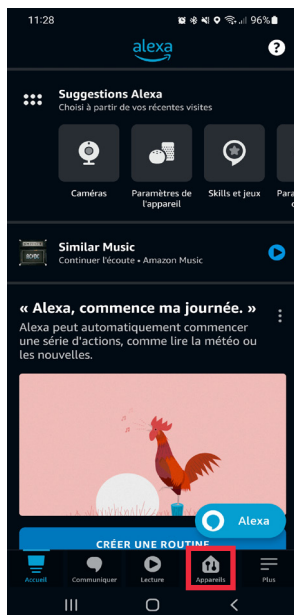 11:28
96%
alexa
?
Suggestions Alexa
Choisi à partir de vos récentes visites
Caméras
Paramètres de
l'appareil
Skills et jeux
Similar Music
Continuer l'écoute • Amazon Music
« Alexa, commence ma journée. »
Alexa peut automatiquement commencer
une série d'actions, comme lire la météo ou
les nouvelles.
Alexa
CRÉER UNE ROUTINE
Accueil
Communiquer
Lecture
Appareils
Plus